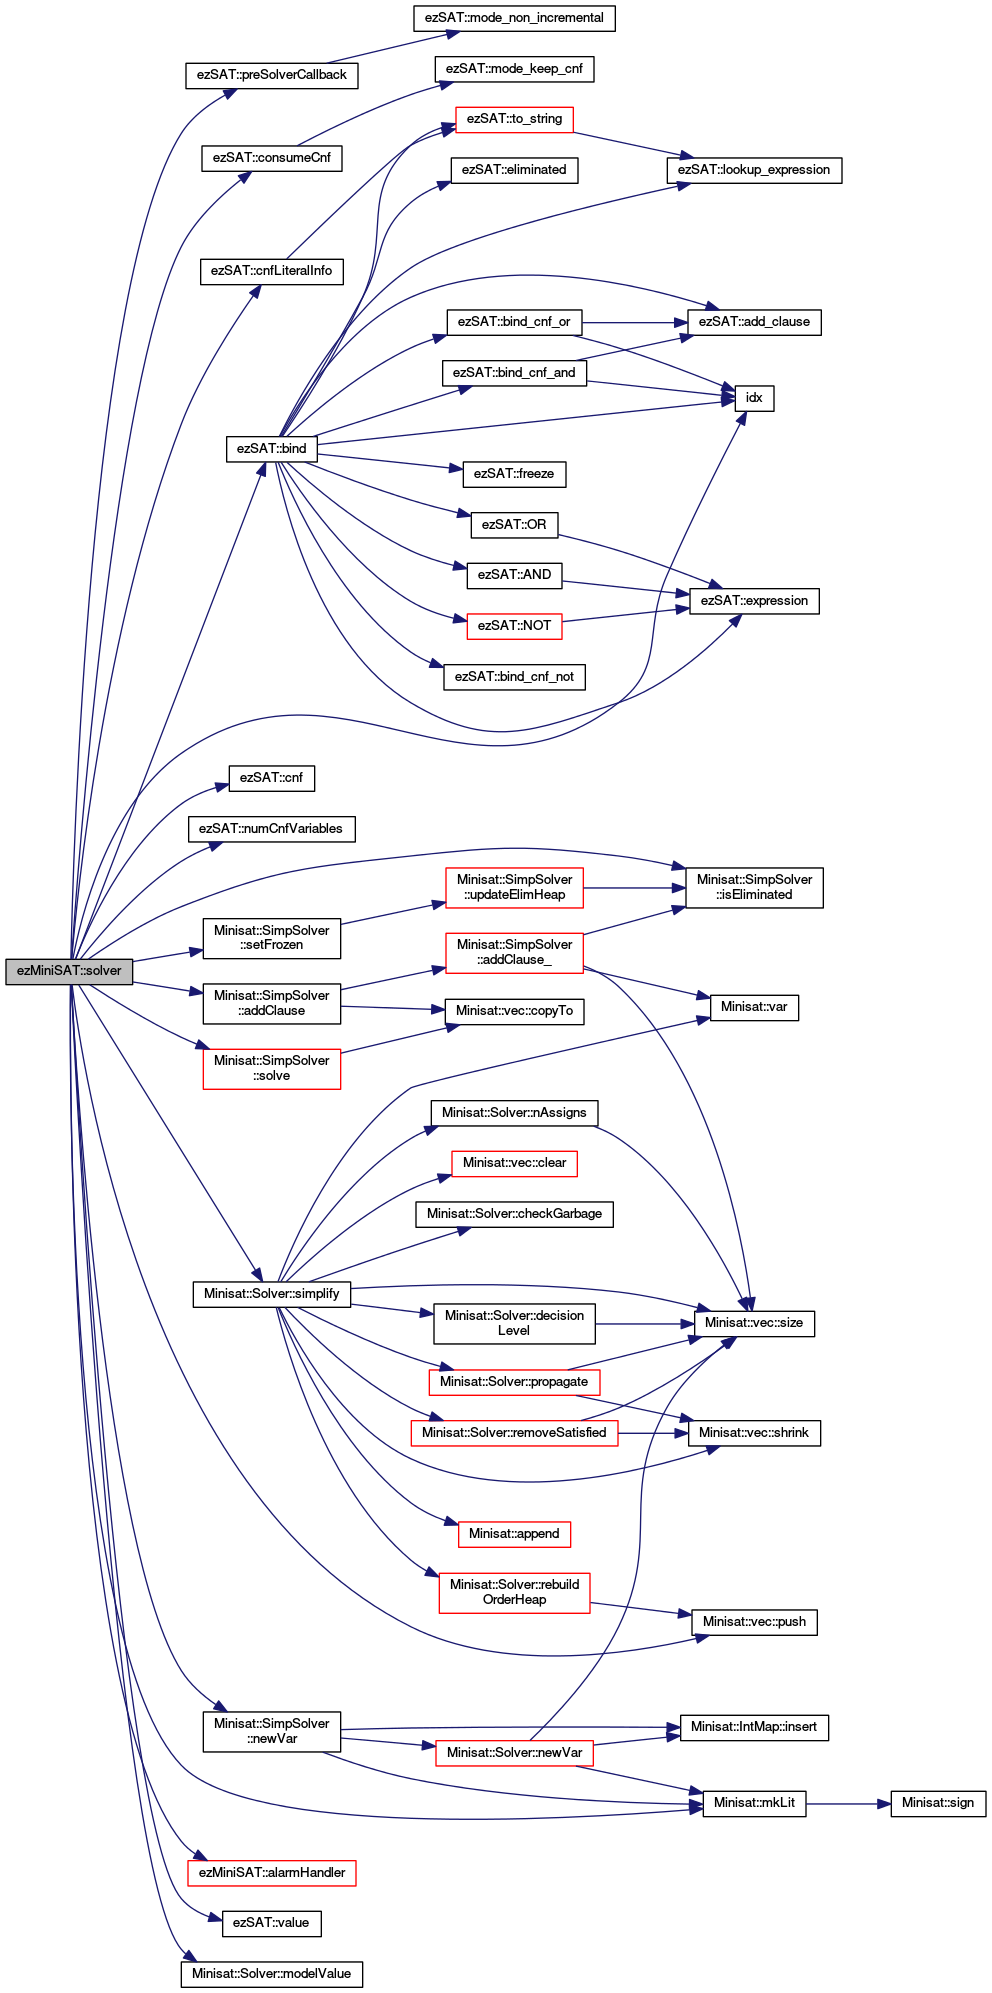 ezSAT::mode_non_incremental
ezSAT::preSolverCallback
ezSAT::mode_keep_cnf
ezSAT::to_string
ezSAT::consumeCnf
ezSAT::eliminated
ezSAT::lookup_expression
ezSAT::cnfLiteralInfo
ezSAT::bind_cnf_or
ezSAT::add_clause
ezSAT::bind_cnf_and
idx
ezSAT::bind
ezSAT::freeze
ezSAT::OR
ezSAT::AND
ezSAT::expression
ezSAT::NOT
ezSAT::bind_cnf_not
ezSAT::cnf
ezSAT::numCnfVariables
Minisat::SimpSolver
::updateElimHeap
Minisat::SimpSolver
::isEliminated
Minisat::SimpSolver
::setFrozen
Minisat::SimpSolver
::addClause_
ezMiniSAT::solver
Minisat::SimpSolver
::addClause
Minisat::vec::copyTo
Minisat::var
Minisat::SimpSolver
::solve
Minisat::Solver::nAssigns
Minisat::vec::clear
Minisat::Solver::checkGarbage
Minisat::Solver::simplify
Minisat::Solver::decision
Level
Minisat::vec::size
Minisat::Solver::propagate
Minisat::Solver::removeSatisfied
Minisat::vec::shrink
Minisat::append
Minisat::Solver::rebuild
OrderHeap
Minisat::vec::push
Minisat::SimpSolver
::newVar
Minisat::IntMap::insert
Minisat::Solver::newVar
Minisat::mkLit
Minisat::sign
ezMiniSAT::alarmHandler
ezSAT::value
Minisat::Solver::modelValue